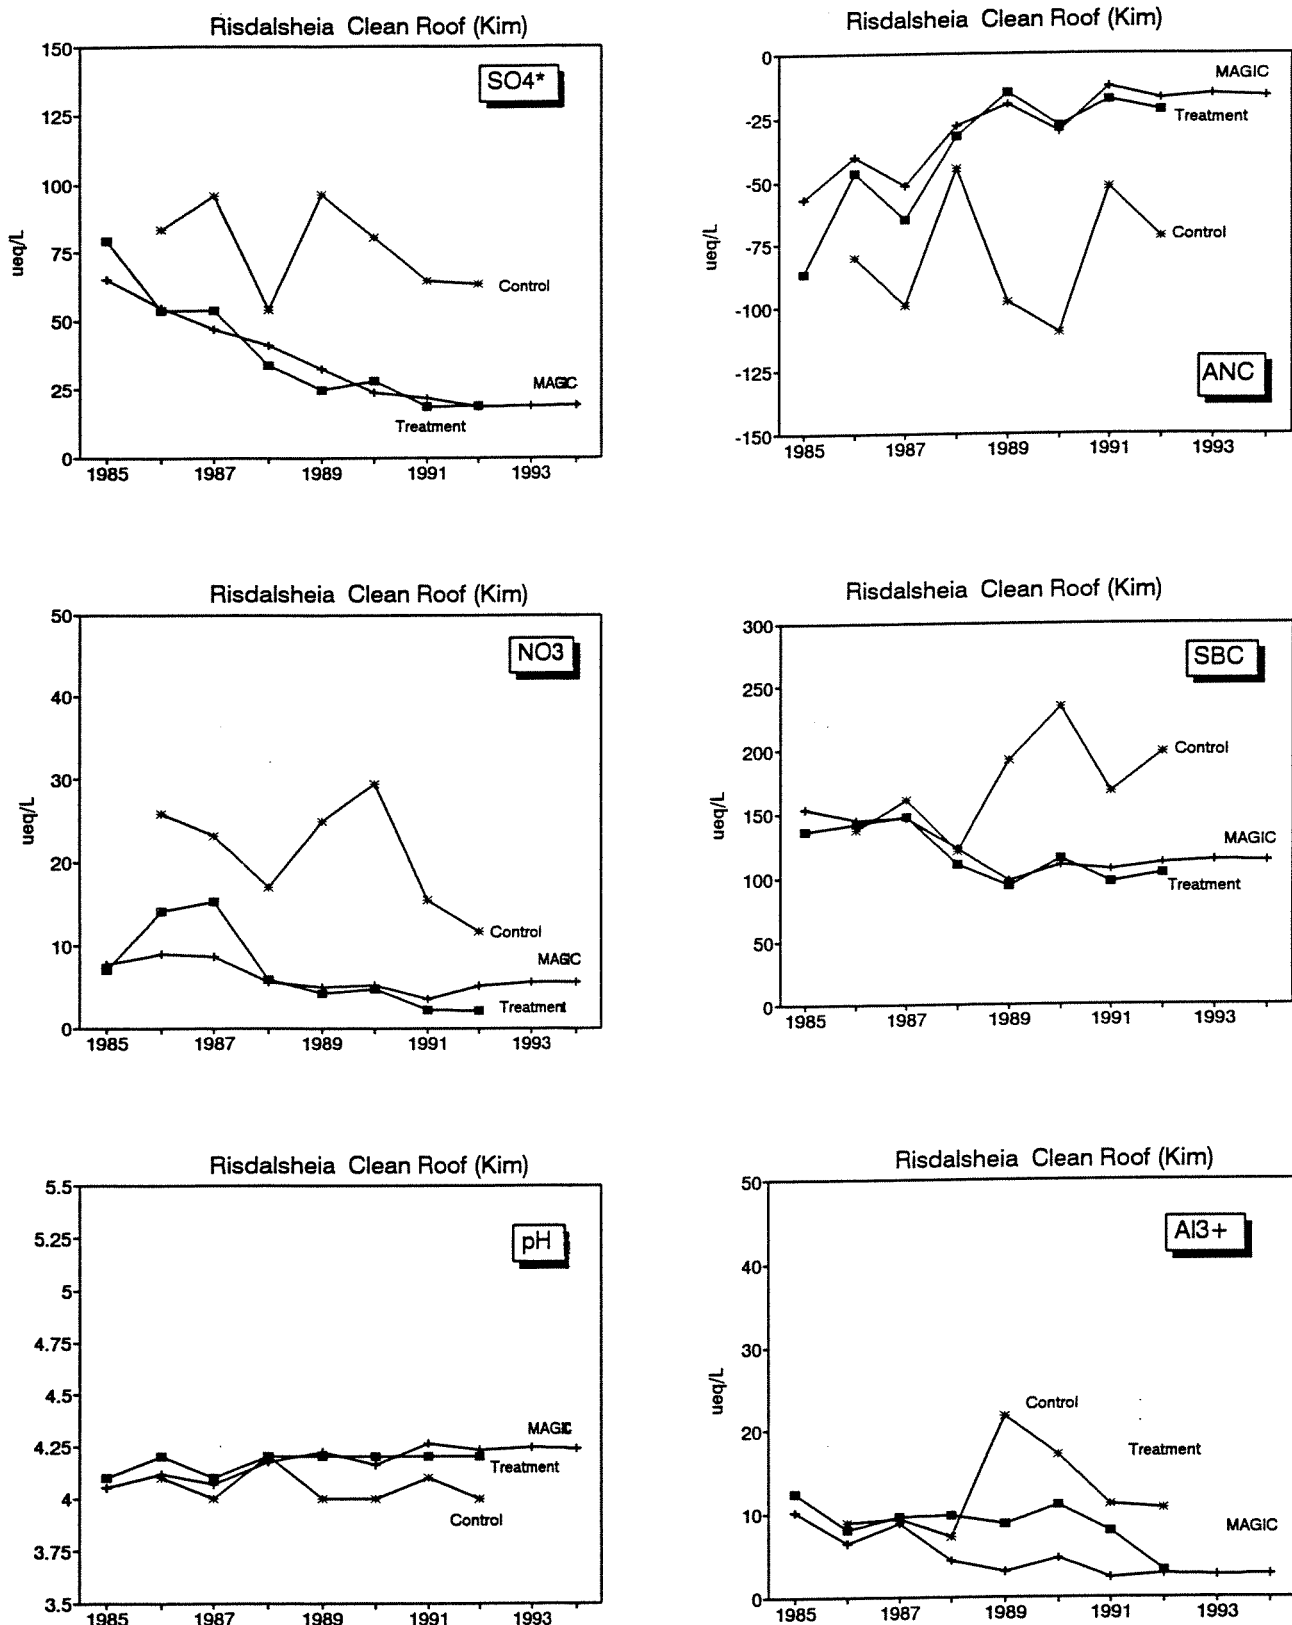 Risdalsheia Clean Roof (Kim)
150
125
100
75
50
25
0
ueq/L
SO4*
Control
MAGIC
Treatment
1985 1987 1989 1991 1993
Risdalsheia Clean Roof (Kim)
0
-25
-50
-75
-100
-125
-150
ueq/L
MAGIC
Treatment
Control
ANC
1985 1987 1989 1991 1993
Risdalsheia Clean Roof (Kim)
50
40
30
20
10
0
ueq/L
NO3
Control
MAGIC
Treatment
1985 1987 1989 1991 1993
Risdalsheia Clean Roof (Kim)
300
250
200
150
100
50
0
ueq/L
SBC
Control
MAGIC
Treatment
1985 1987 1989 1991 1993
Risdalsheia Clean Roof (Kim)
5.5
5.25
5
4.75
4.5
4.25
4
3.75
3.5
pH
MAGIC
Treatment
Control
1985 1987 1989 1991 1993
Risdalsheia Clean Roof (Kim)
50
40
30
20
10
0
ueq/L
Al3+
Control
Treatment
MAGIC
1985 1987 1989 1991 1993